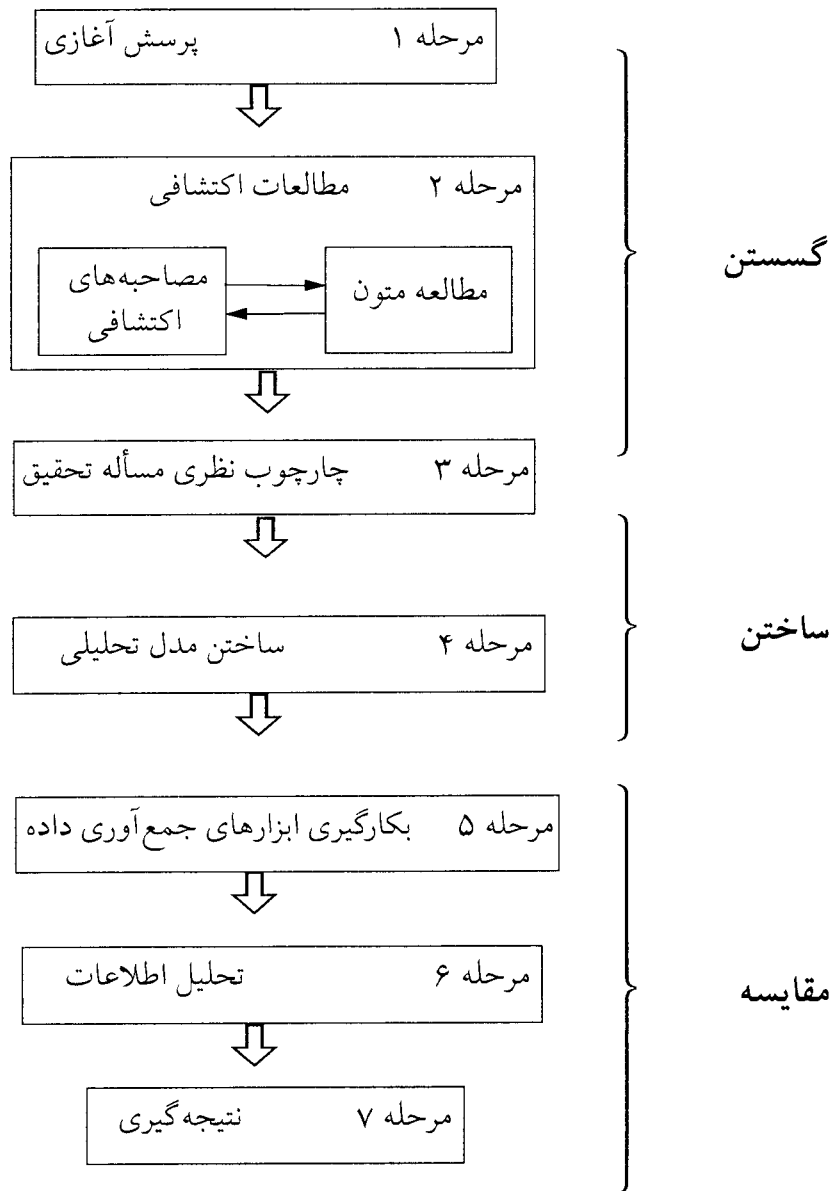 مرحله ۱ پرسش آغازی
مرحله ۲ مطالعات اکتشافی
مطالعه متون
مصاحبه‌های
اکتشافی
گسستن
مرحله ۳ چارچوب نظری مسأله تحقیق
مرحله ۴ ساختن مدل تحلیلی
ساختن
مرحله ۵ بکارگیری ابزارهای جمع‌آوری داده
مرحله ۶ تحلیل اطلاعات
مقایسه
مرحله ۷ نتیجه‌گیری